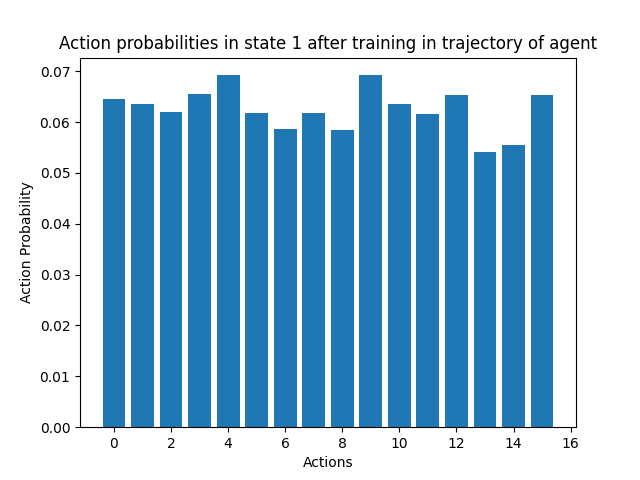 Action probabilities in state 1 after training in trajectory of agent
0.07
0.06
0.05
0.04
0.03
0.02
0.01
0.00
Action Probability
0 2 4 6 8 10 12 14 16
Actions